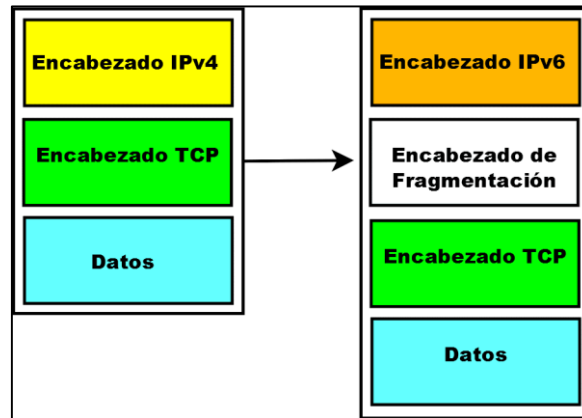 Encabezado IPv4
Encabezado TCP
Datos
Encabezado IPv6
Encabezado de
Fragmentación
Encabezado TCP
Datos